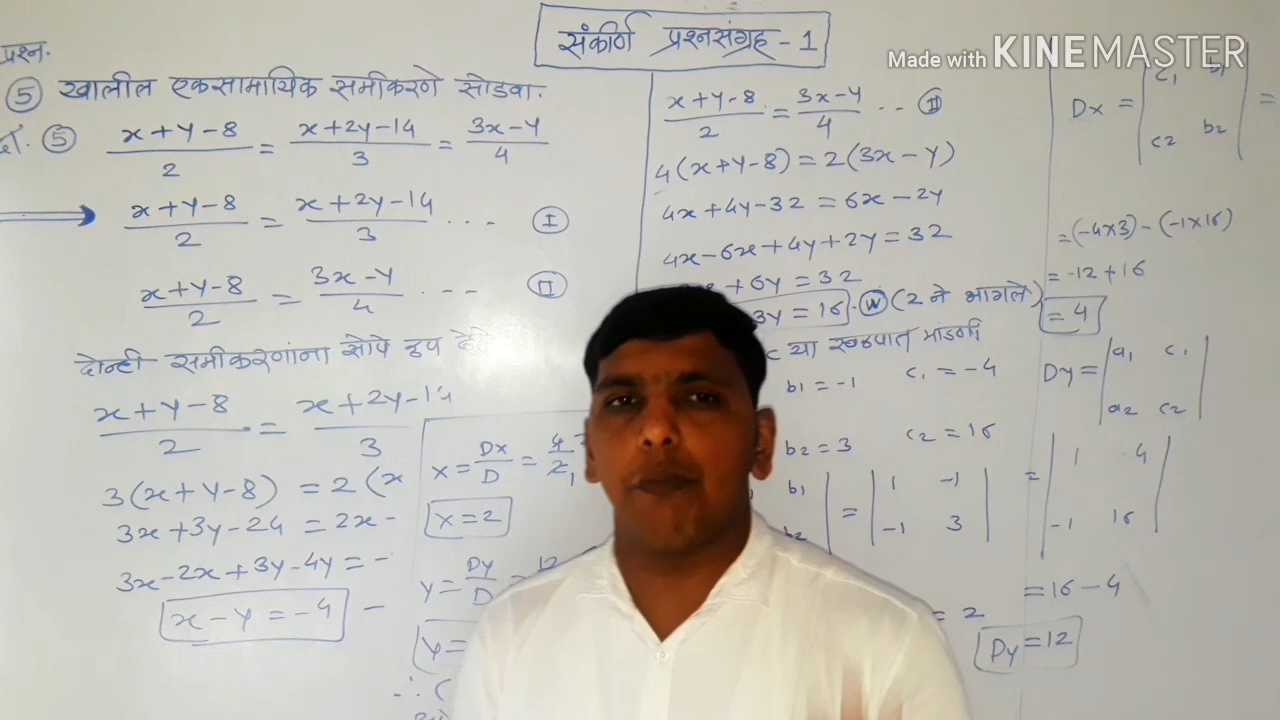 संकीर्ण प्रश्नसंग्रह - 1
Made with KINEMASTER
प्रश्न.
5 खालील एकसामायिक समीकरणे सोडवा.
5 (x+y-8)/2 = (x+2y-14)/3 = (3x-y)/4
(x+y-8)/2 = (x+2y-14)/3 ... I
(x+y-8)/2 = (3x-y)/4 ... II
दोन्ही समीकरणांना सोपे रुप
(x+y-8)/2 = (x+2y-14)/3
3(x+y-8) = 2(x
3x+3y-24 = 2x-
3x-2x+3y-4y = -
x-y = -4 -
x = Dx/D = 4/2
x = 2
y = Dy/D = 12
y =
∴ (
(x+y-8)/2 = (3x-y)/4 .. II
4(x+y-8) = 2(3x-y)
4x+4y-32 = 6x-2y
4x-6x+4y+2y = 32
+6y = 32
3y = 16 . IV (2 ने भागले)
c या स्वरुपात मांडणी
b1 = -1 c1 = -4
b2 = 3 c2 = 16
b1 | = | 1 -1 |
b2 | | -1 3 |
= 2
Dx = | c1 b1 | =
| c2 b2 |
= (-4×3) - (-1×16)
= -12+16
= 4
Dy = | a1 c1 |
| a2 c2 |
= | 1 -4 |
| -1 16 |
= 16-4
Dy = 12